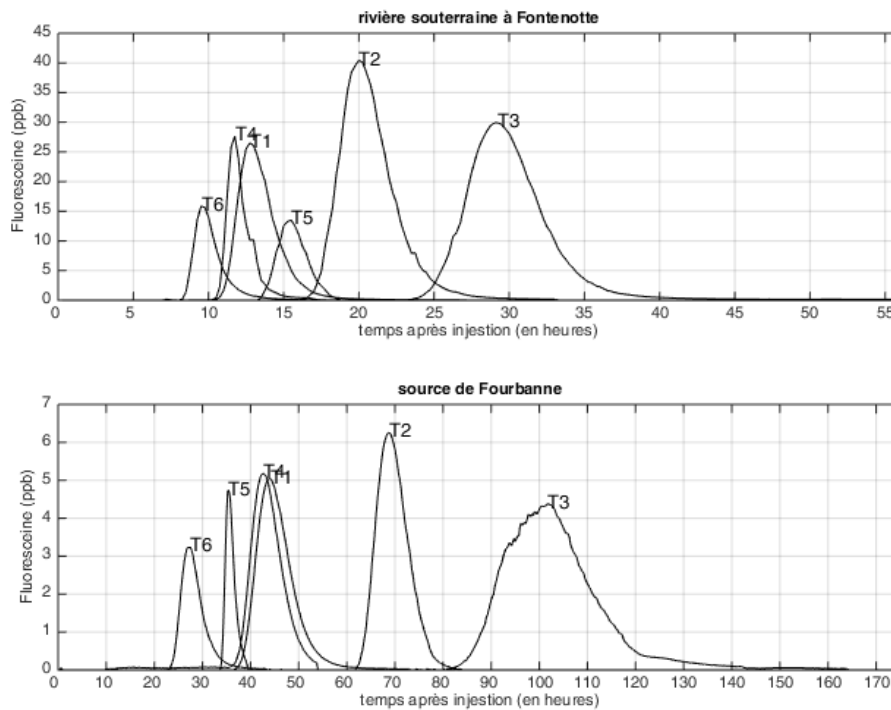 rivière souterraine à Fontenotte
45
40
35
30
25
20
15
10
5
0
Fluoresceine (ppb)
T6
T4
T1
T5
T2
T3
5 10 15 20 25 30 35 40 45 50 55
temps après injestion (en heures)
source de Fourbanne
7
6
5
4
3
2
1
0
Fluoresceine (ppb)
T6
T5
T4
T1
T2
T3
0 10 20 30 40 50 60 70 80 90 100 110 120 130 140 150 160 170
temps après injection (en heures)